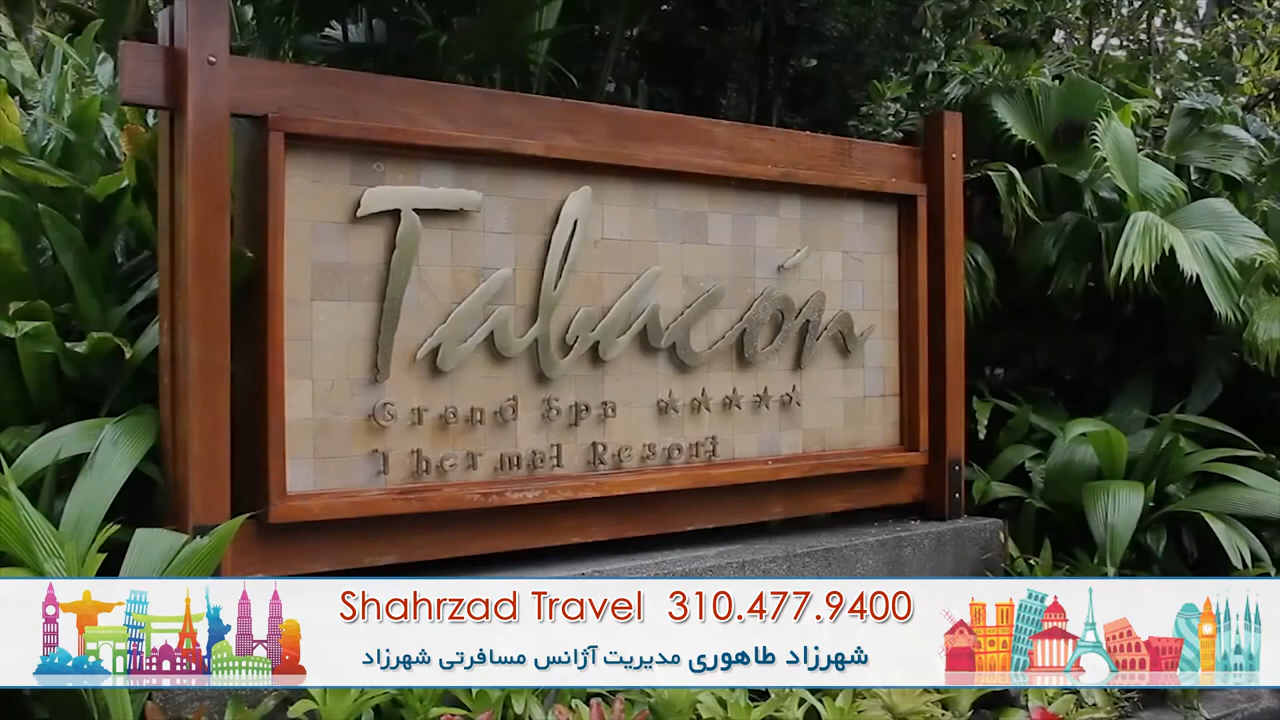 Tabacón
Grand Spa ★★★★★
Thermal Resort
Shahrzad Travel 310.477.9400
شهرزاد طاهوری مدیریت آژانس مسافرتی شهرزاد